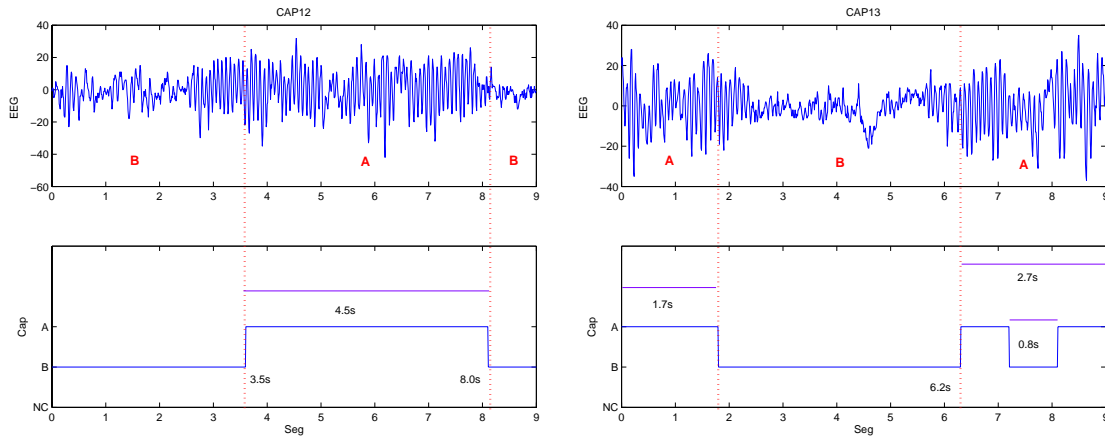 CAP12
40
20
0
−20
−40
−60
EEG
B A B
0 1 2 3 4 5 6 7 8 9
4.5s
A
B
NC
Cap
3.5s 8.0s
0 1 2 3 4 5 6 7 8 9
Seg
CAP13
40
20
0
−20
−40
EEG
A B A
0 1 2 3 4 5 6 7 8 9
2.7s
1.7s
0.8s
A
B
NC
Cap
6.2s
0 1 2 3 4 5 6 7 8 9
Seg